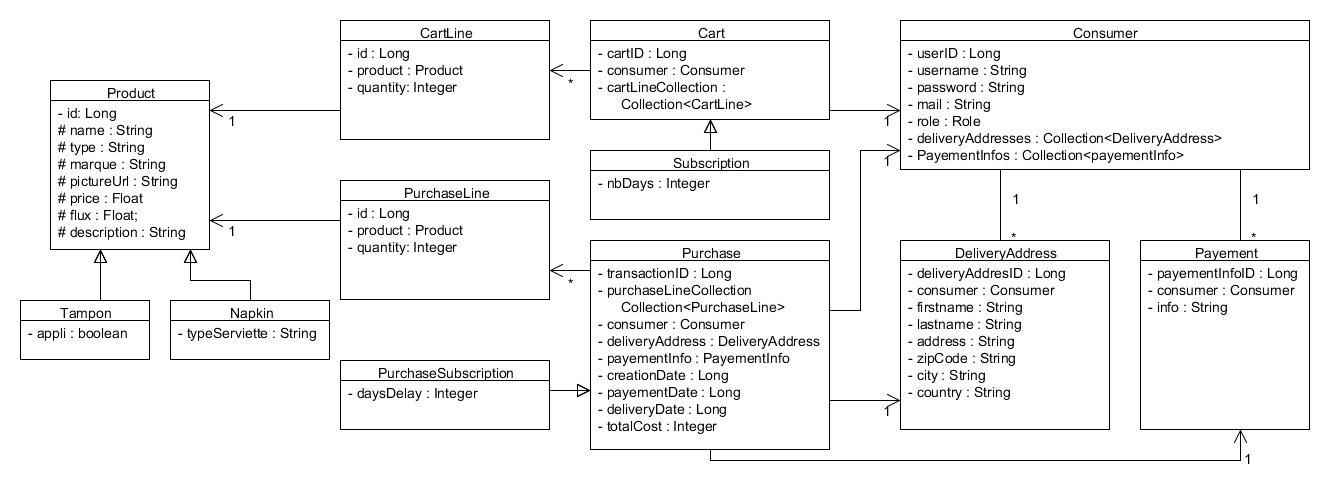 CartLine
- id : Long
- product : Product
- quantity: Integer
Cart
- cartID : Long
- consumer : Consumer
- cartLineCollection :
Collection<CartLine>
Consumer
- userID : Long
- username : String
- password : String
- mail : String
- role : Role
- deliveryAddresses : Collection<DeliveryAddress>
- PayementInfos : Collection<payementInfo>
Product
- id: Long
# name : String
# type : String
# marque : String
# pictureUrl : String
# price : Float
# flux : Float;
# description : String
1
*
1
1
Subscription
- nbDays : Integer
PurchaseLine
- id : Long
- product : Product
- quantity: Integer
1
*
1
*
1
*
Purchase
- transactionID : Long
- purchaseLineCollection
Collection<PurchaseLine>
- consumer : Consumer
- deliveryAddress : DeliveryAddress
- payementInfo : PayementInfo
- creationDate : Long
- payementDate : Long
- deliveryDate : Long
- totalCost : Integer
DeliveryAddress
- deliveryAddresID : Long
- consumer : Consumer
- firstname : String
- lastname : String
- address : String
- zipCode : String
- city : String
- country : String
Payement
- payementInfoID : Long
- consumer : Consumer
- info : String
Tampon
- appli : boolean
Napkin
- typeServiette : String
PurchaseSubscription
- daysDelay : Integer
*
1
1